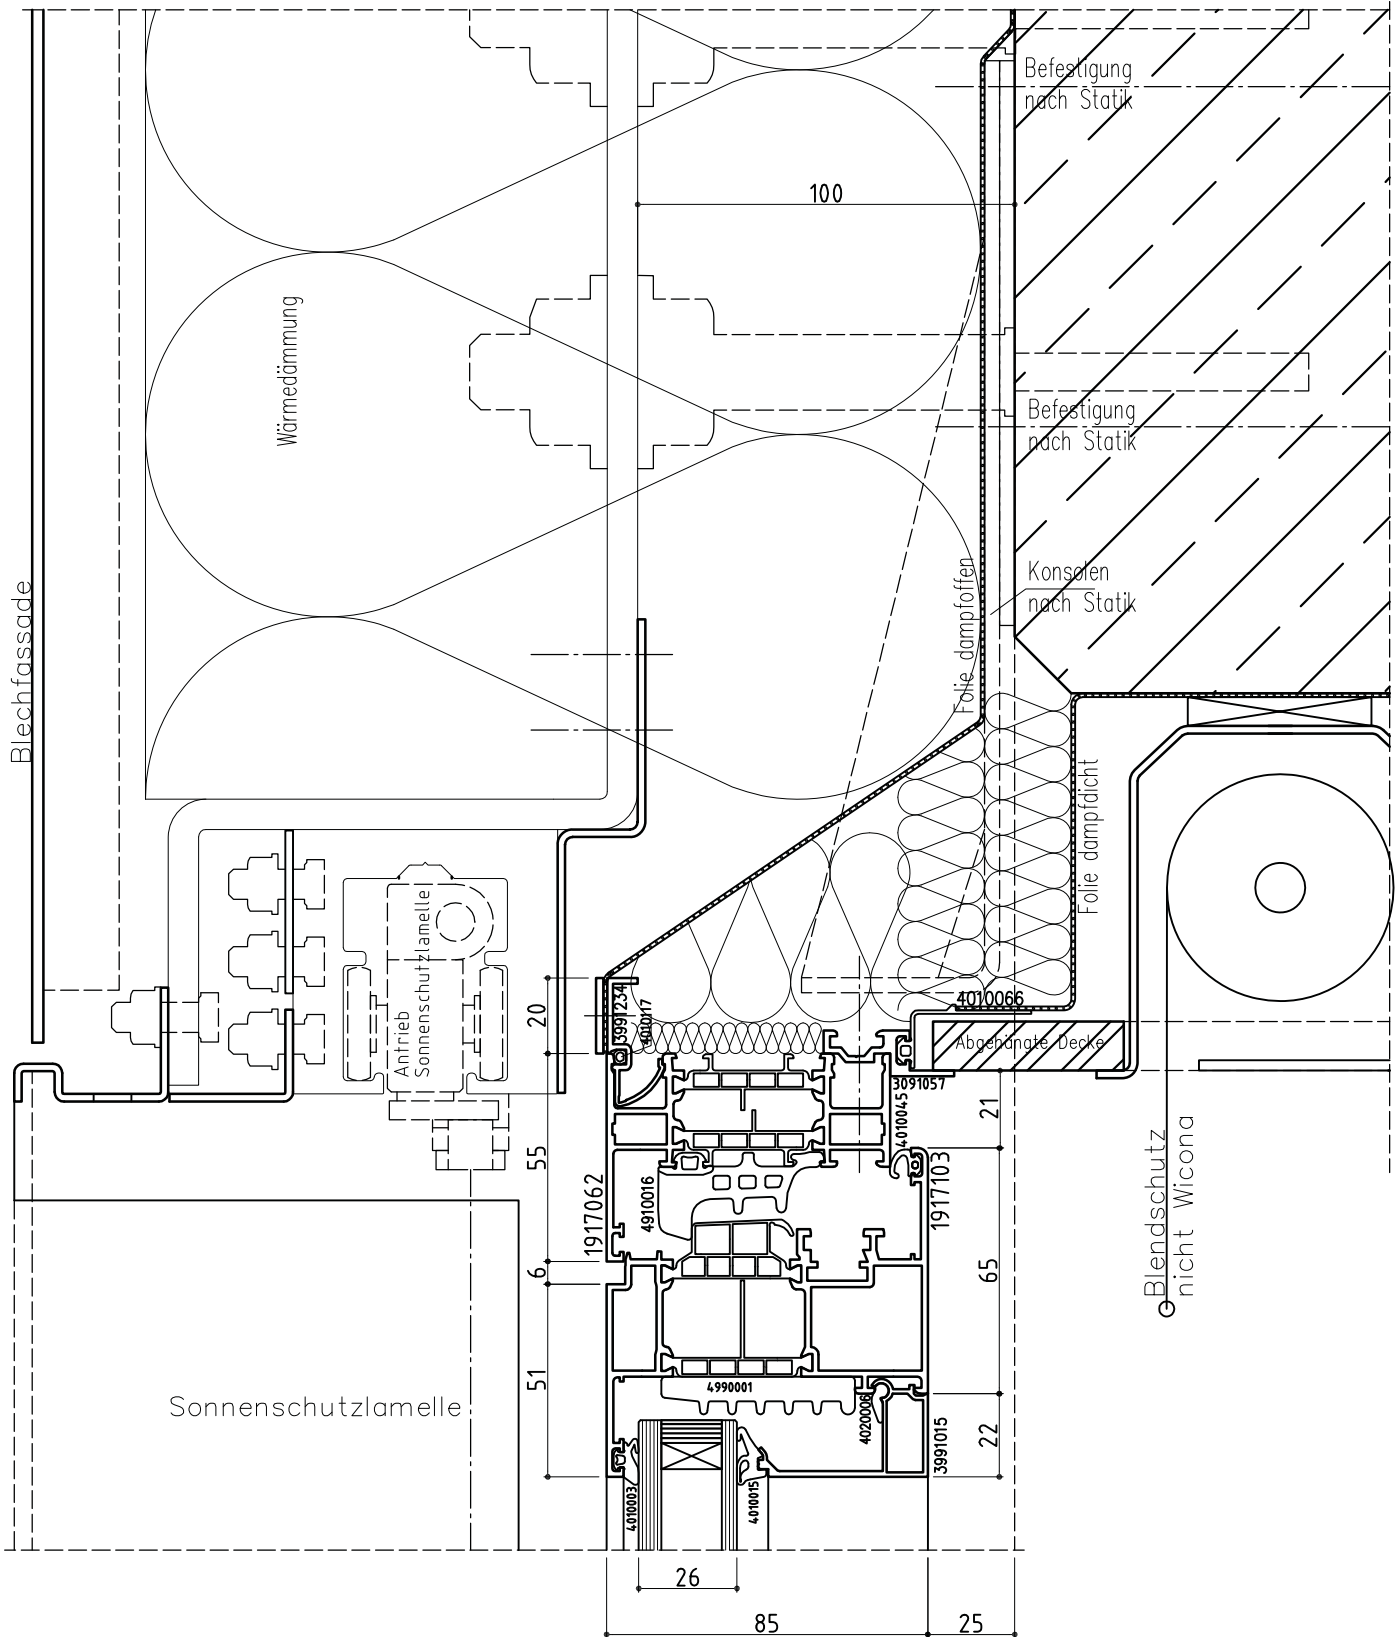 Befestigung
nach Statik
100
Wärmedämmung
Befestigung
nach Statik
Konsolen
nach Statik
Folie dampfoffen
Blechfassade
Folie dampfdicht
Antrieb
Sonnenschutzlamelle
20
3991234
4010117
4010066
Abgehängte Decke
3091057
4010045
21
55
1917062
4910016
1917103
Blendschutz
nicht Wicona
6
65
51
4990001
4020006
3991015
22
Sonnenschutzlamelle
4010003
4010015
26
85
25